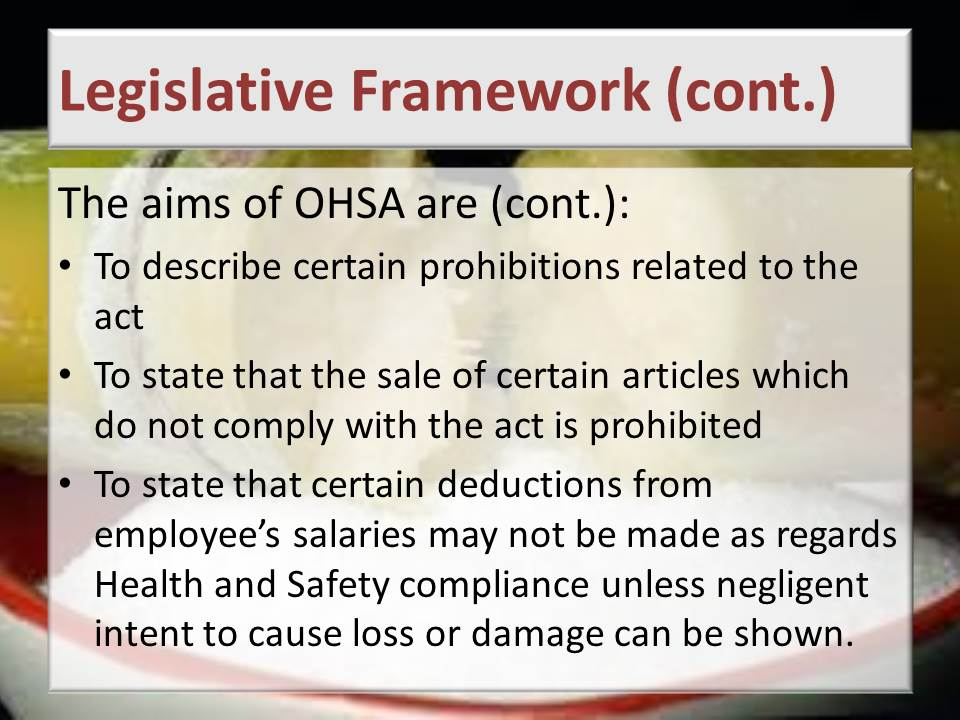 Legislative Framework (cont.)
The aims of OHSA are (cont.):
• To describe certain prohibitions related to the
act
• To state that the sale of certain articles which
do not comply with the act is prohibited
• To state that certain deductions from
employee’s salaries may not be made as regards
Health and Safety compliance unless negligent
intent to cause loss or damage can be shown.